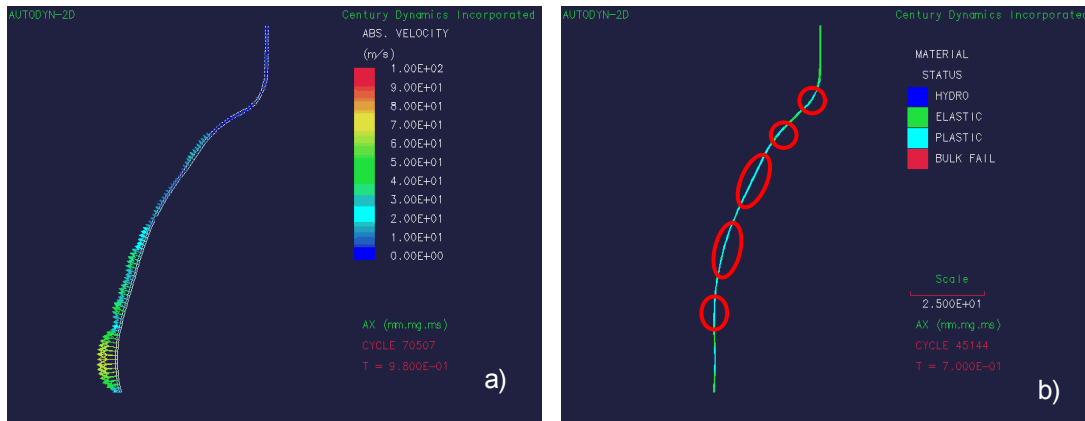 AUTODYN-2D Century Dynamics Incorporated
ABS. VELOCITY
(m/s)
1.00E+02
9.00E+01
8.00E+01
7.00E+01
6.00E+01
5.00E+01
4.00E+01
3.00E+01
2.00E+01
1.00E+01
0.00E+00
AX (mm.mg.ms)
CYCLE 70507
T = 9.800E-01
a)
AUTODYN-2D Century Dynamics Incorporated
MATERIAL
STATUS
HYDRO
ELASTIC
PLASTIC
BULK FAIL
Scale
2.500E+01
AX (mm.mg.ms)
CYCLE 45144
T = 7.000E-01
b)